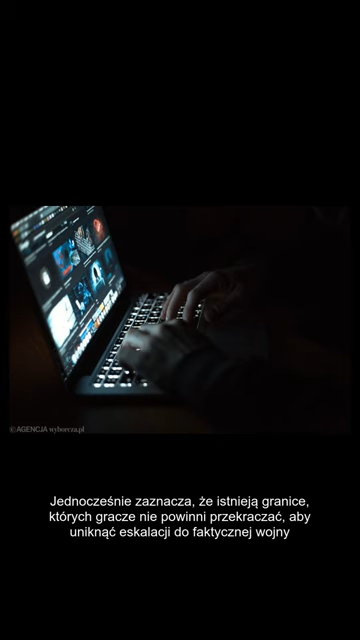 ©AGENCJA wyborcza.pl
Jednocześnie zaznacza, że istnieją granice,
których gracze nie powinni przekraczać, aby
uniknąć eskalacji do faktycznej wojny